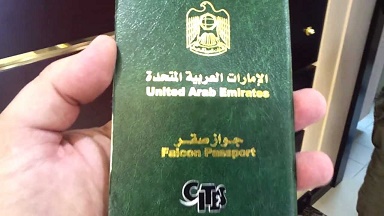 الإمارات العربية المتحدة
United Arab Emirates
جواز صقر
Falcon Passport
CITES